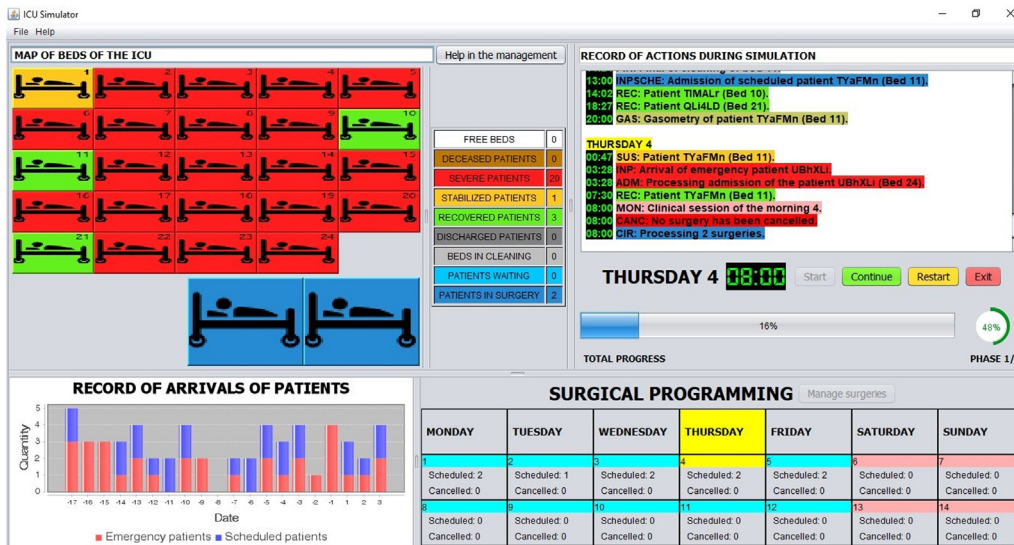 ICU Simulator
File Help
MAP OF BEDS OF THE ICU
Help in the management
1 2 3 4 5
6 7 8 9 10
11 12 13 14 15
16 17 18 19 20
21 22 23 24
FREE BEDS 0
DECEASED PATIENTS 0
SEVERE PATIENTS 20
STABILIZED PATIENTS 1
RECOVERED PATIENTS 3
DISCHARGED PATIENTS 0
BEDS IN CLEANING 0
PATIENTS WAITING 0
PATIENTS IN SURGERY 2
RECORD OF ACTIONS DURING SIMULATION
13:00 INPSCHE: Admission of scheduled patient TYaFMn (Bed 11).
14:02 REC: Patient TIMALr (Bed 10).
18:27 REC: Patient QLi4LD (Bed 21).
20:00 GAS: Gasometry of patient TYaFMn (Bed 11).
THURSDAY 4
00:47 SUS: Patient TYaFMn (Bed 11).
03:28 INP: Arrival of emergency patient UBhXLi.
03:28 ADM: Processing admission of the patient UBhXLi (Bed 24).
07:30 REC: Patient TYaFMn (Bed 11).
08:00 MON: Clinical session of the morning 4.
08:00 CANC: No surgery has been cancelled.
08:00 CIR: Processing 2 surgeries.
THURSDAY 4 08:00 Start Continue Restart Exit
16%
48%
TOTAL PROGRESS
PHASE 1/
RECORD OF ARRIVALS OF PATIENTS
Quantity
5
4
3
2
1
0
-17 -16 -15 -14 -13 -12 -11 -10 -9 -8 -7 -6 -5 -4 -3 -2 -1 1 2 3
Date
Emergency patients Scheduled patients
SURGICAL PROGRAMMING Manage surgeries
MONDAY TUESDAY WEDNESDAY THURSDAY FRIDAY SATURDAY SUNDAY
1 2 3 4 5 6 7
Scheduled: 2 Scheduled: 1 Scheduled: 2 Scheduled: 2 Scheduled: 2 Scheduled: 0 Scheduled: 0
Cancelled: 0 Cancelled: 0 Cancelled: 0 Cancelled: 0 Cancelled: 0 Cancelled: 0 Cancelled: 0
8 9 10 11 12 13 14
Scheduled: 0 Scheduled: 0 Scheduled: 0 Scheduled: 0 Scheduled: 0 Scheduled: 0 Scheduled: 0
Cancelled: 0 Cancelled: 0 Cancelled: 0 Cancelled: 0 Cancelled: 0 Cancelled: 0 Cancelled: 0